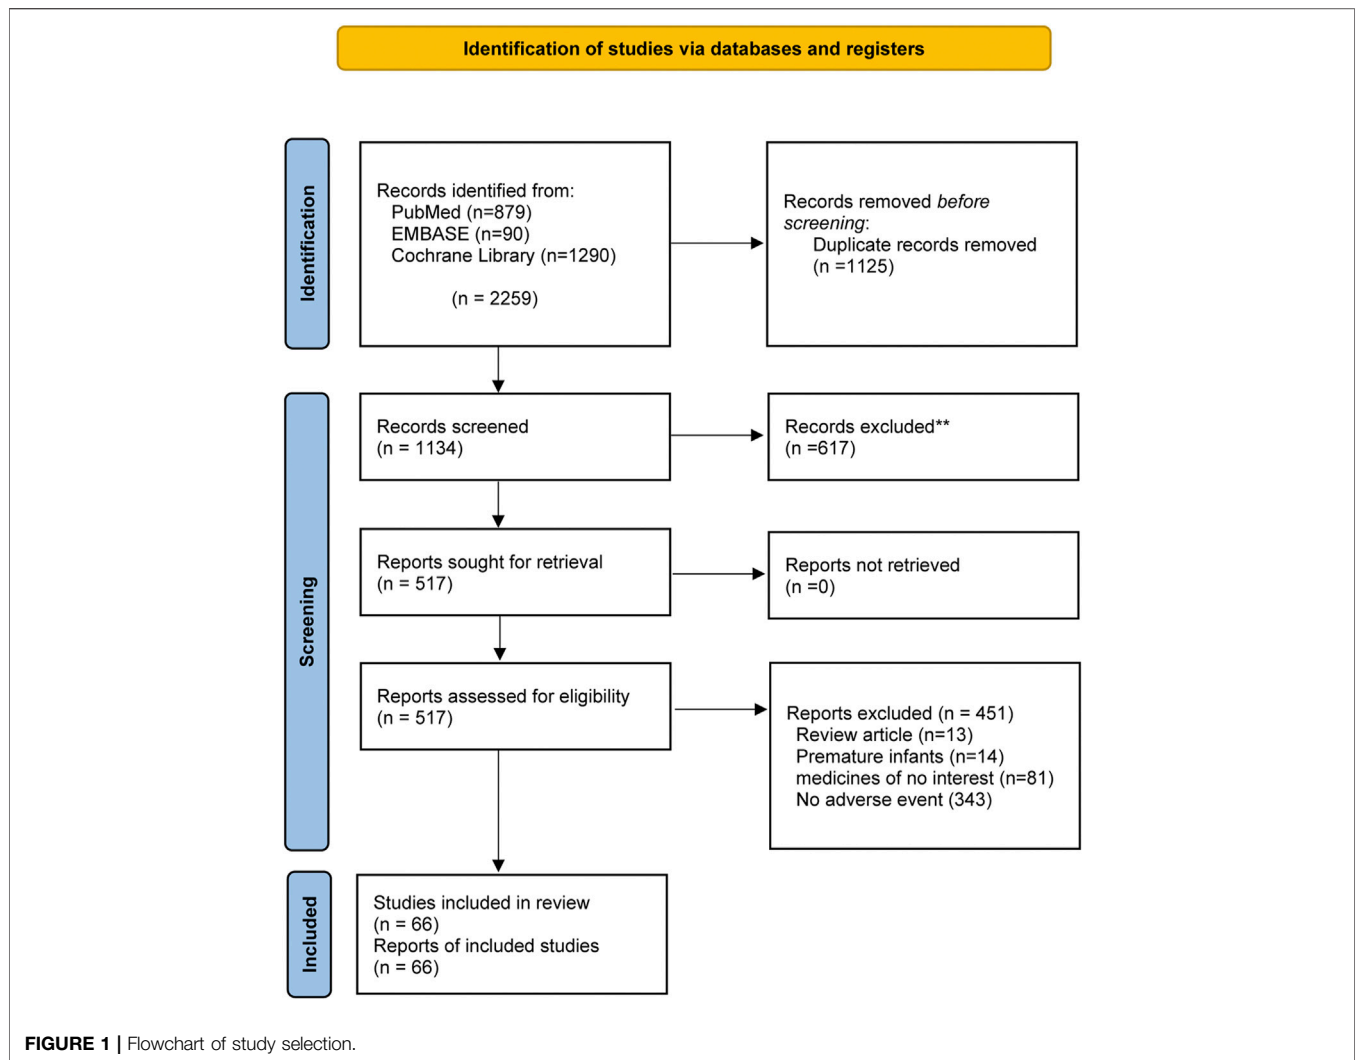 Identification of studies via databases and registers
Identification
Records identified from:
PubMed (n=879)
EMBASE (n=90)
Cochrane Library (n=1290)
(n = 2259)
Records removed before
screening:
Duplicate records removed
(n =1125)
Screening
Records screened
(n = 1134)
Records excluded**
(n =617)
Reports sought for retrieval
(n = 517)
Reports not retrieved
(n =0)
Reports assessed for eligibility
(n = 517)
Reports excluded (n = 451)
Review article (n=13)
Premature infants (n=14)
medicines of no interest (n=81)
No adverse event (343)
Included
Studies included in review
(n = 66)
Reports of included studies
(n = 66)
FIGURE 1 | Flowchart of study selection.